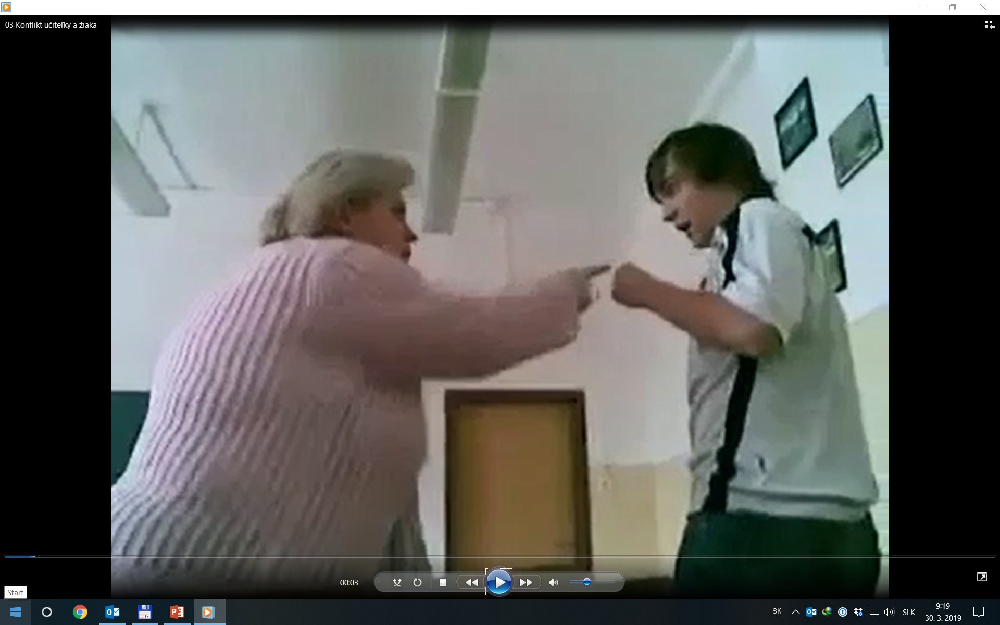 03 Konflikt učiteľky a žiaka
00:03
Start
SK
SLK
9:19
30. 3. 2019